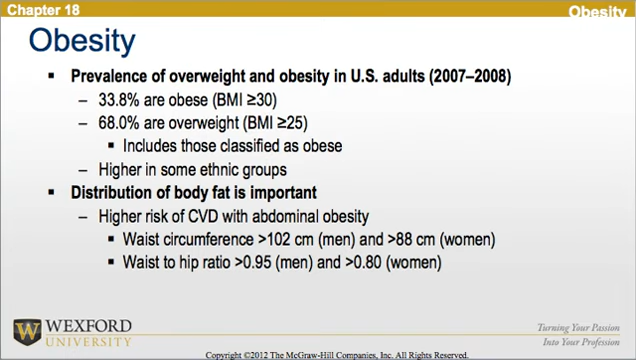 Chapter 18
Obesity
Obesity
▪ Prevalence of overweight and obesity in U.S. adults (2007–2008)
– 33.8% are obese (BMI ≥30)
– 68.0% are overweight (BMI ≥25)
▪ Includes those classified as obese
– Higher in some ethnic groups
▪ Distribution of body fat is important
– Higher risk of CVD with abdominal obesity
▪ Waist circumference >102 cm (men) and >88 cm (women)
▪ Waist to hip ratio >0.95 (men) and >0.80 (women)
W WEXFORD
UNIVERSITY
Turning Your Passion
Into Your Profession
Copyright ©2012 The McGraw-Hill Companies, Inc. All Rights Reserved.